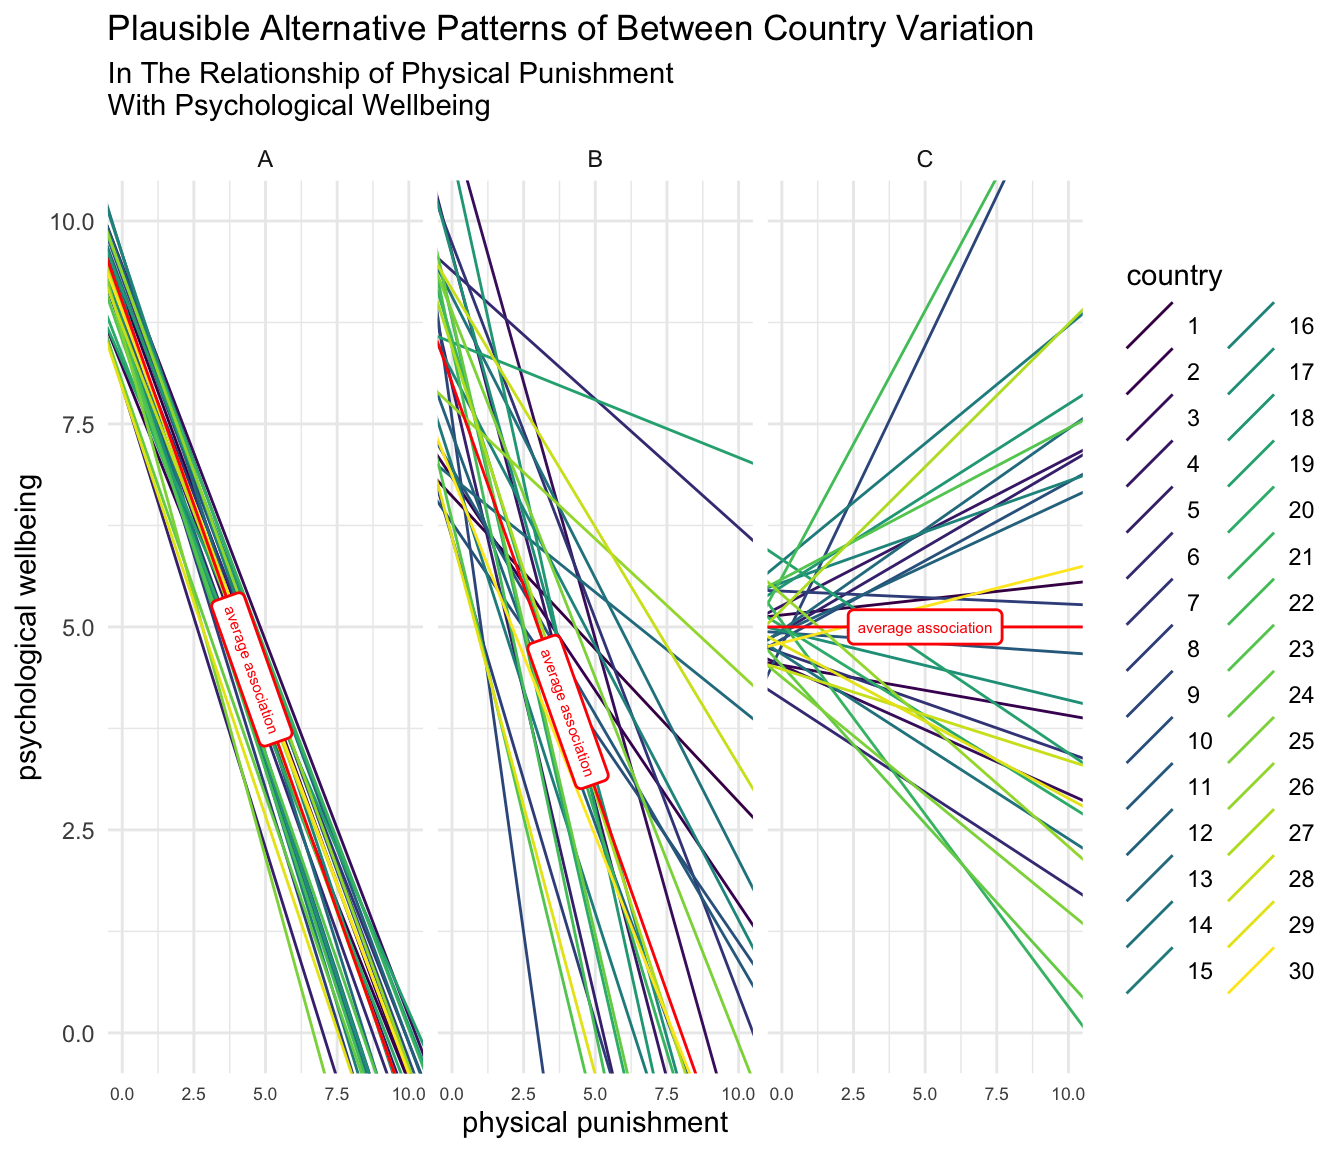 Plausible Alternative Patterns of Between Country Variation
In The Relationship of Physical Punishment
With Psychological Wellbeing
A
B
C
psychological wellbeing
10.0
7.5
5.0
2.5
0.0
average association
average association
average association
0.0 2.5 5.0 7.5 10.0
0.0 2.5 5.0 7.5 10.0
0.0 2.5 5.0 7.5 10.0
physical punishment
country
1
2
3
4
5
6
7
8
9
10
11
12
13
14
15
16
17
18
19
20
21
22
23
24
25
26
27
28
29
30